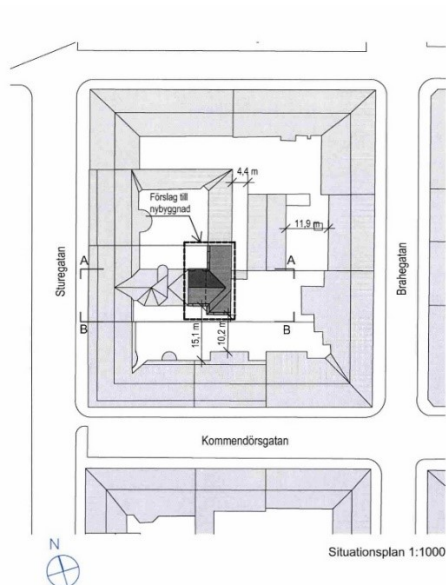 4,4 m
Förslag till
nybyggnad
11,9 m
A
A
Sturegatan
Brahegatan
B
B
15,1 m
10,2 m
Kommendörsgatan
N
Situationsplan 1:1000